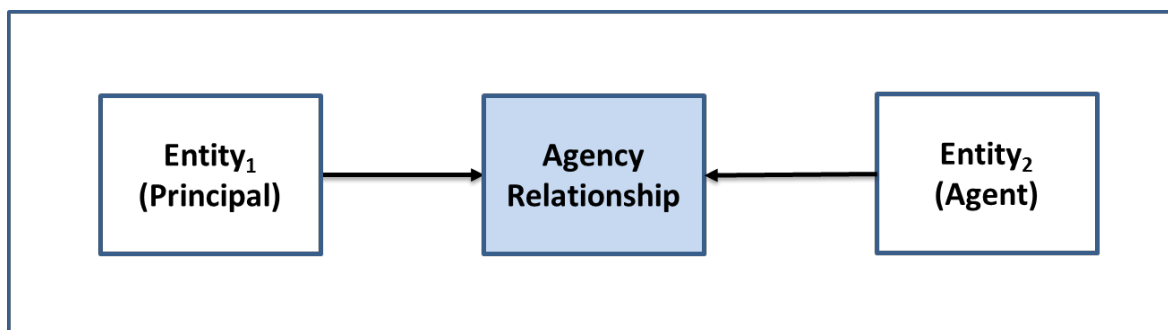 Entity₁
(Principal)
Agency
Relationship
Entity₂
(Agent)